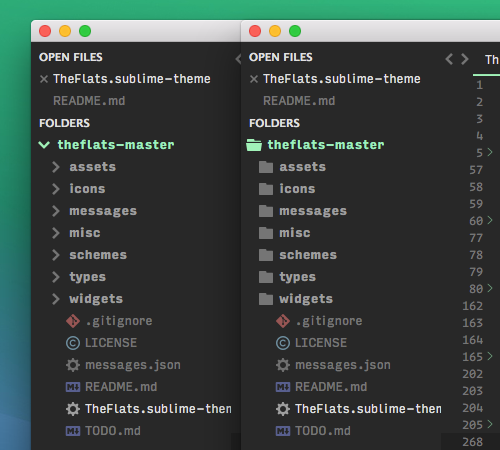 OPEN FILES
TheFlats.sublime-theme
README.md
FOLDERS
theflats-master
assets
icons
messages
misc
schemes
types
widgets
.gitignore
LICENSE
messages.json
README.md
TheFlats.sublime-them
TODO.md
OPEN FILES
TheFlats.sublime-theme
README.md
FOLDERS
theflats-master
assets
icons
messages
misc
schemes
types
widgets
.gitignore
LICENSE
messages.json
README.md
TheFlats.sublime-them
TODO.md
Th
1
2
3
4
5
57
58
59
60
77
78
79
80
162
163
164
165
202
203
204
205
268